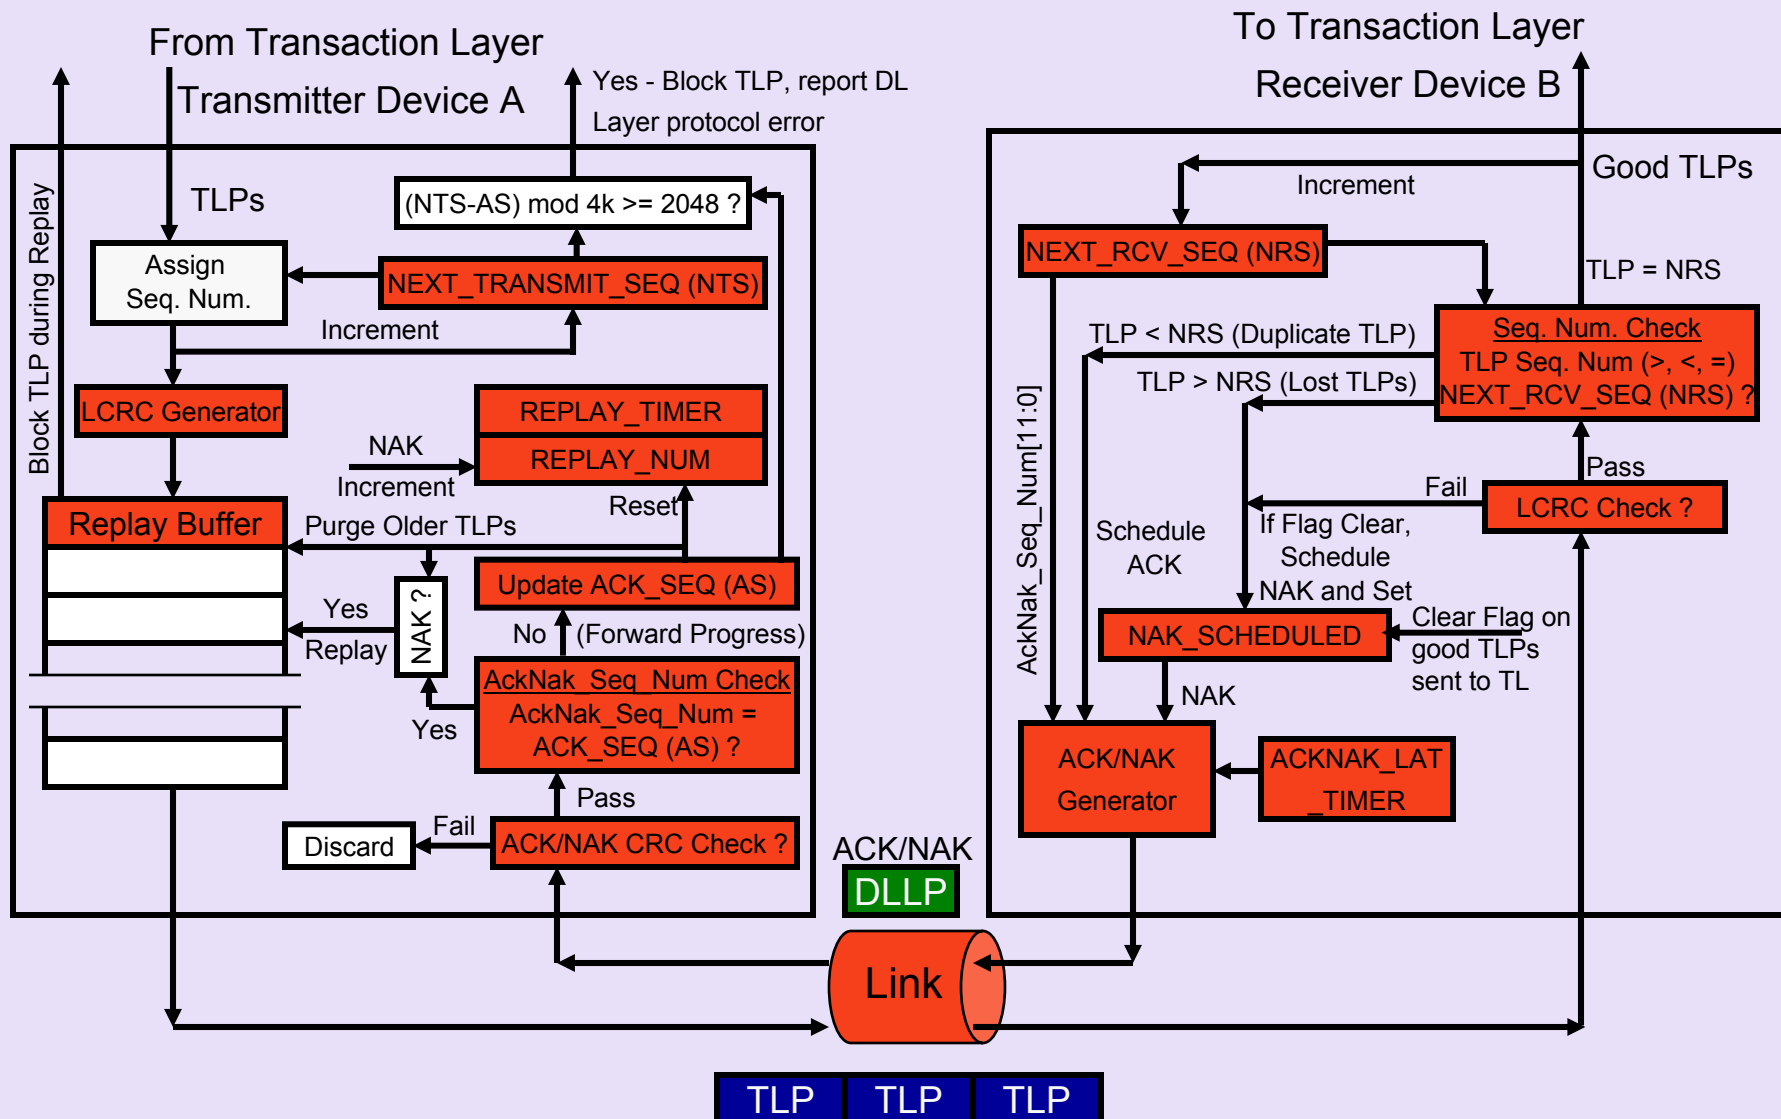 From Transaction Layer
Transmitter Device A
Yes - Block TLP, report DL
Layer protocol error
Block TLP during Replay
TLPs
(NTS-AS) mod 4k >= 2048 ?
Assign
Seq. Num.
NEXT_TRANSMIT_SEQ (NTS)
Increment
LCRC Generator
REPLAY_TIMER
REPLAY_NUM
NAK
Increment
Reset
Replay Buffer
Purge Older TLPs
Update ACK_SEQ (AS)
NAK ?
Yes
Replay
No
(Forward Progress)
AckNak_Seq_Num Check
AckNak_Seq_Num =
ACK_SEQ (AS) ?
Yes
Pass
Fail
Discard
ACK/NAK CRC Check ?
ACK/NAK
DLLP
Link
TLP
TLP
TLP
To Transaction Layer
Receiver Device B
Good TLPs
Increment
NEXT_RCV_SEQ (NRS)
TLP = NRS
TLP < NRS (Duplicate TLP)
Seq. Num. Check
TLP Seq. Num (>, <, =)
NEXT_RCV_SEQ (NRS) ?
TLP > NRS (Lost TLPs)
AckNak_Seq_Num[11:0]
Pass
Fail
LCRC Check ?
Schedule
ACK
If Flag Clear,
Schedule
NAK and Set
NAK_SCHEDULED
Clear Flag on
good TLPs
sent to TL
NAK
ACK/NAK
Generator
ACKNAK_LAT
_TIMER